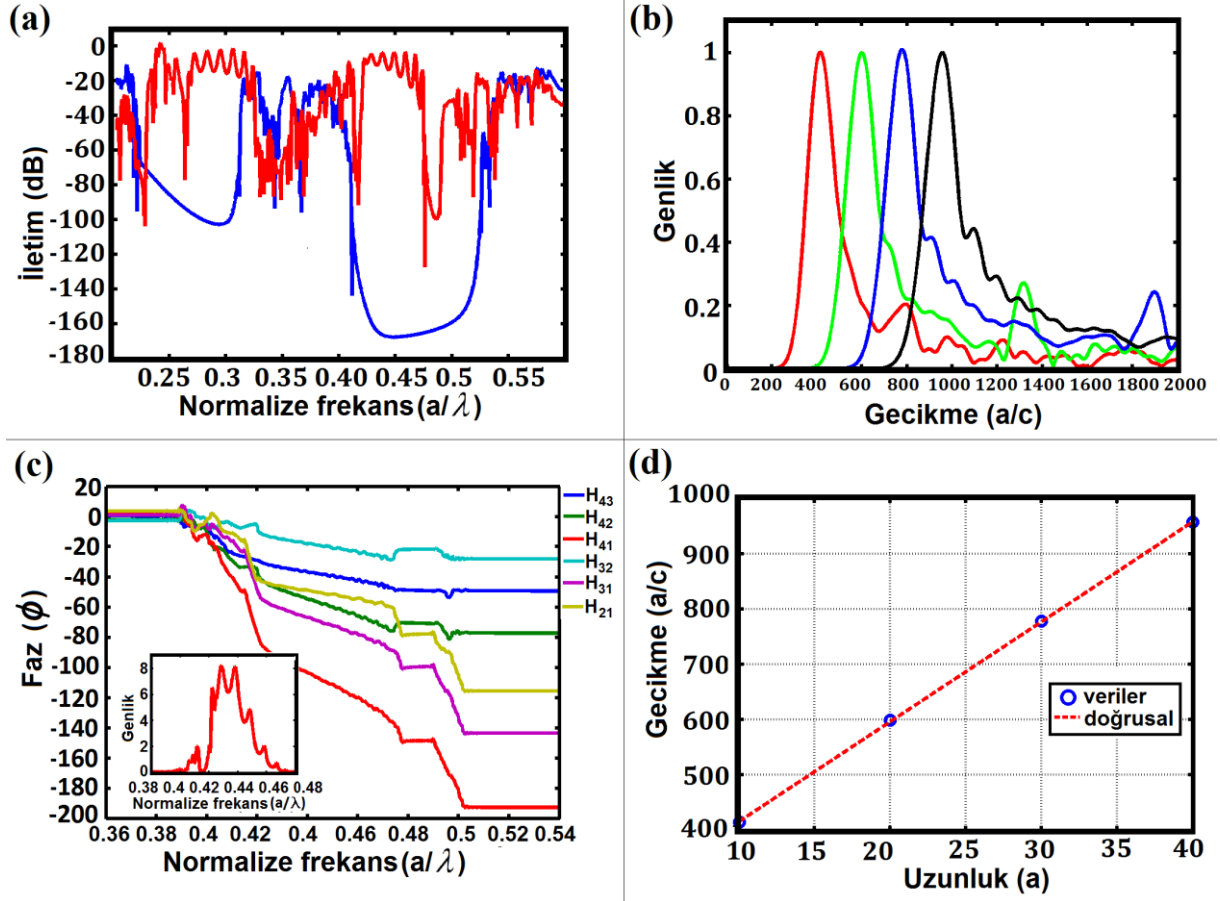 (a)
0
-20
-40
-60
-80
-100
-120
-140
-160
-180
İletim (dB)
0.25 0.3 0.35 0.40 0.45 0.5 0.55
Normalize frekans (a/λ)
(b)
1
0.8
0.6
0.4
0.2
0
Genlik
0 200 400 600 800 1000 1200 1400 1600 1800 2000
Gecikme (a/c)
(c)
20
0
-20
-40
-60
-80
-100
-120
-140
-160
-180
-200
Faz (ϕ)
H43
H42
H41
H32
H31
H21
8
6
4
2
0
Genlik
0.38 0.4 0.42 0.44 0.46 0.48
Normalize frekans (a/λ)
0.36 0.38 0.4 0.42 0.44 0.46 0.48 0.5 0.52 0.54
Normalize frekans (a/λ)
(d)
1000
900
800
700
600
500
400
Gecikme (a/c)
veriler
doğrusal
10 15 20 25 30 35 40
Uzunluk (a)